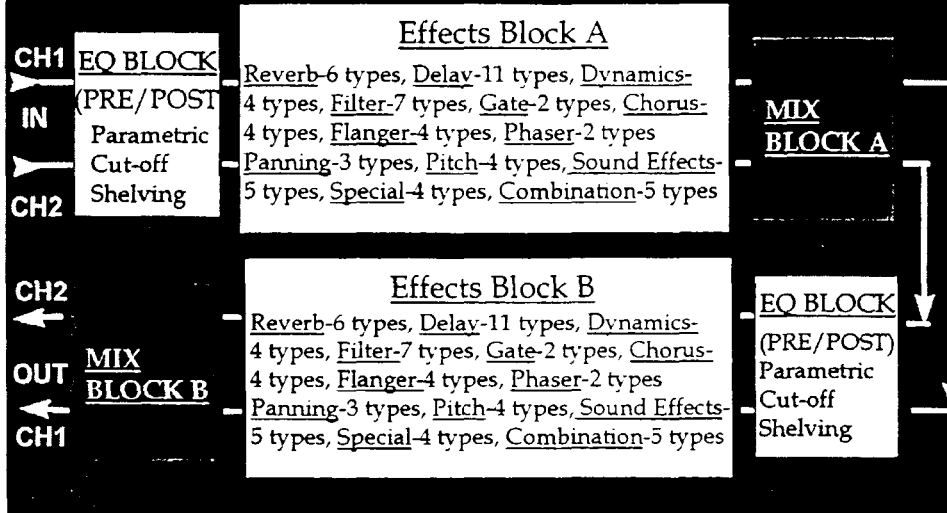 CH1
IN
CH2
EQ BLOCK
(PRE/POST
Parametric
Cut-off
Shelving
Effects Block A
Reverb-6 types, Delay-11 types, Dynamics-
4 types, Filter-7 types, Gate-2 types, Chorus-
4 types, Flanger-4 types, Phaser-2 types
Panning-3 types, Pitch-4 types, Sound Effects-
5 types, Special-4 types, Combination-5 types
MIX
BLOCK A
CH2
OUT
CH1
MIX
BLOCK B
Effects Block B
Reverb-6 types, Delay-11 types, Dynamics-
4 types, Filter-7 types, Gate-2 types, Chorus-
4 types, Flanger-4 types, Phaser-2 types
Panning-3 types, Pitch-4 types, Sound Effects-
5 types, Special-4 types, Combination-5 types
EQ BLOCK
(PRE/POST)
Parametric
Cut-off
Shelving